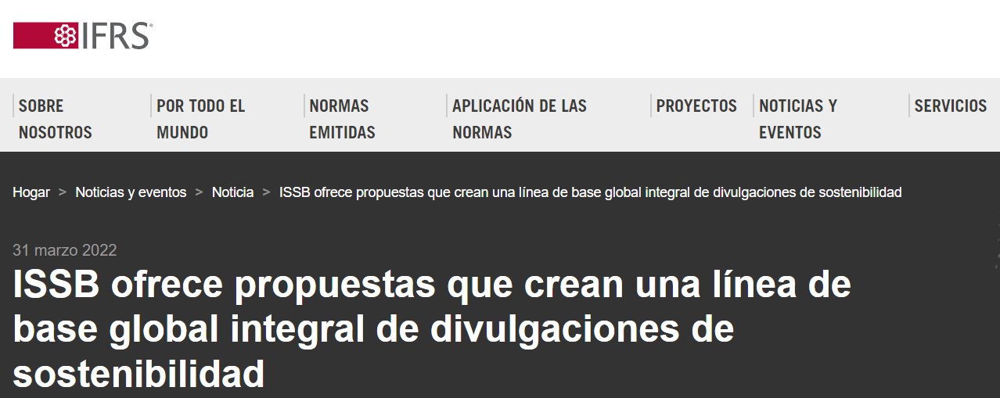 IFRS®
SOBRE NOSOTROS
POR TODO EL MUNDO
NORMAS EMITIDAS
APLICACIÓN DE LAS NORMAS
PROYECTOS
NOTICIAS Y EVENTOS
SERVICIOS
Hogar > Noticias y eventos > Noticia > ISSB ofrece propuestas que crean una línea de base global integral de divulgaciones de sostenibilidad
31 marzo 2022
ISSB ofrece propuestas que crean una línea de
base global integral de divulgaciones de
sostenibilidad